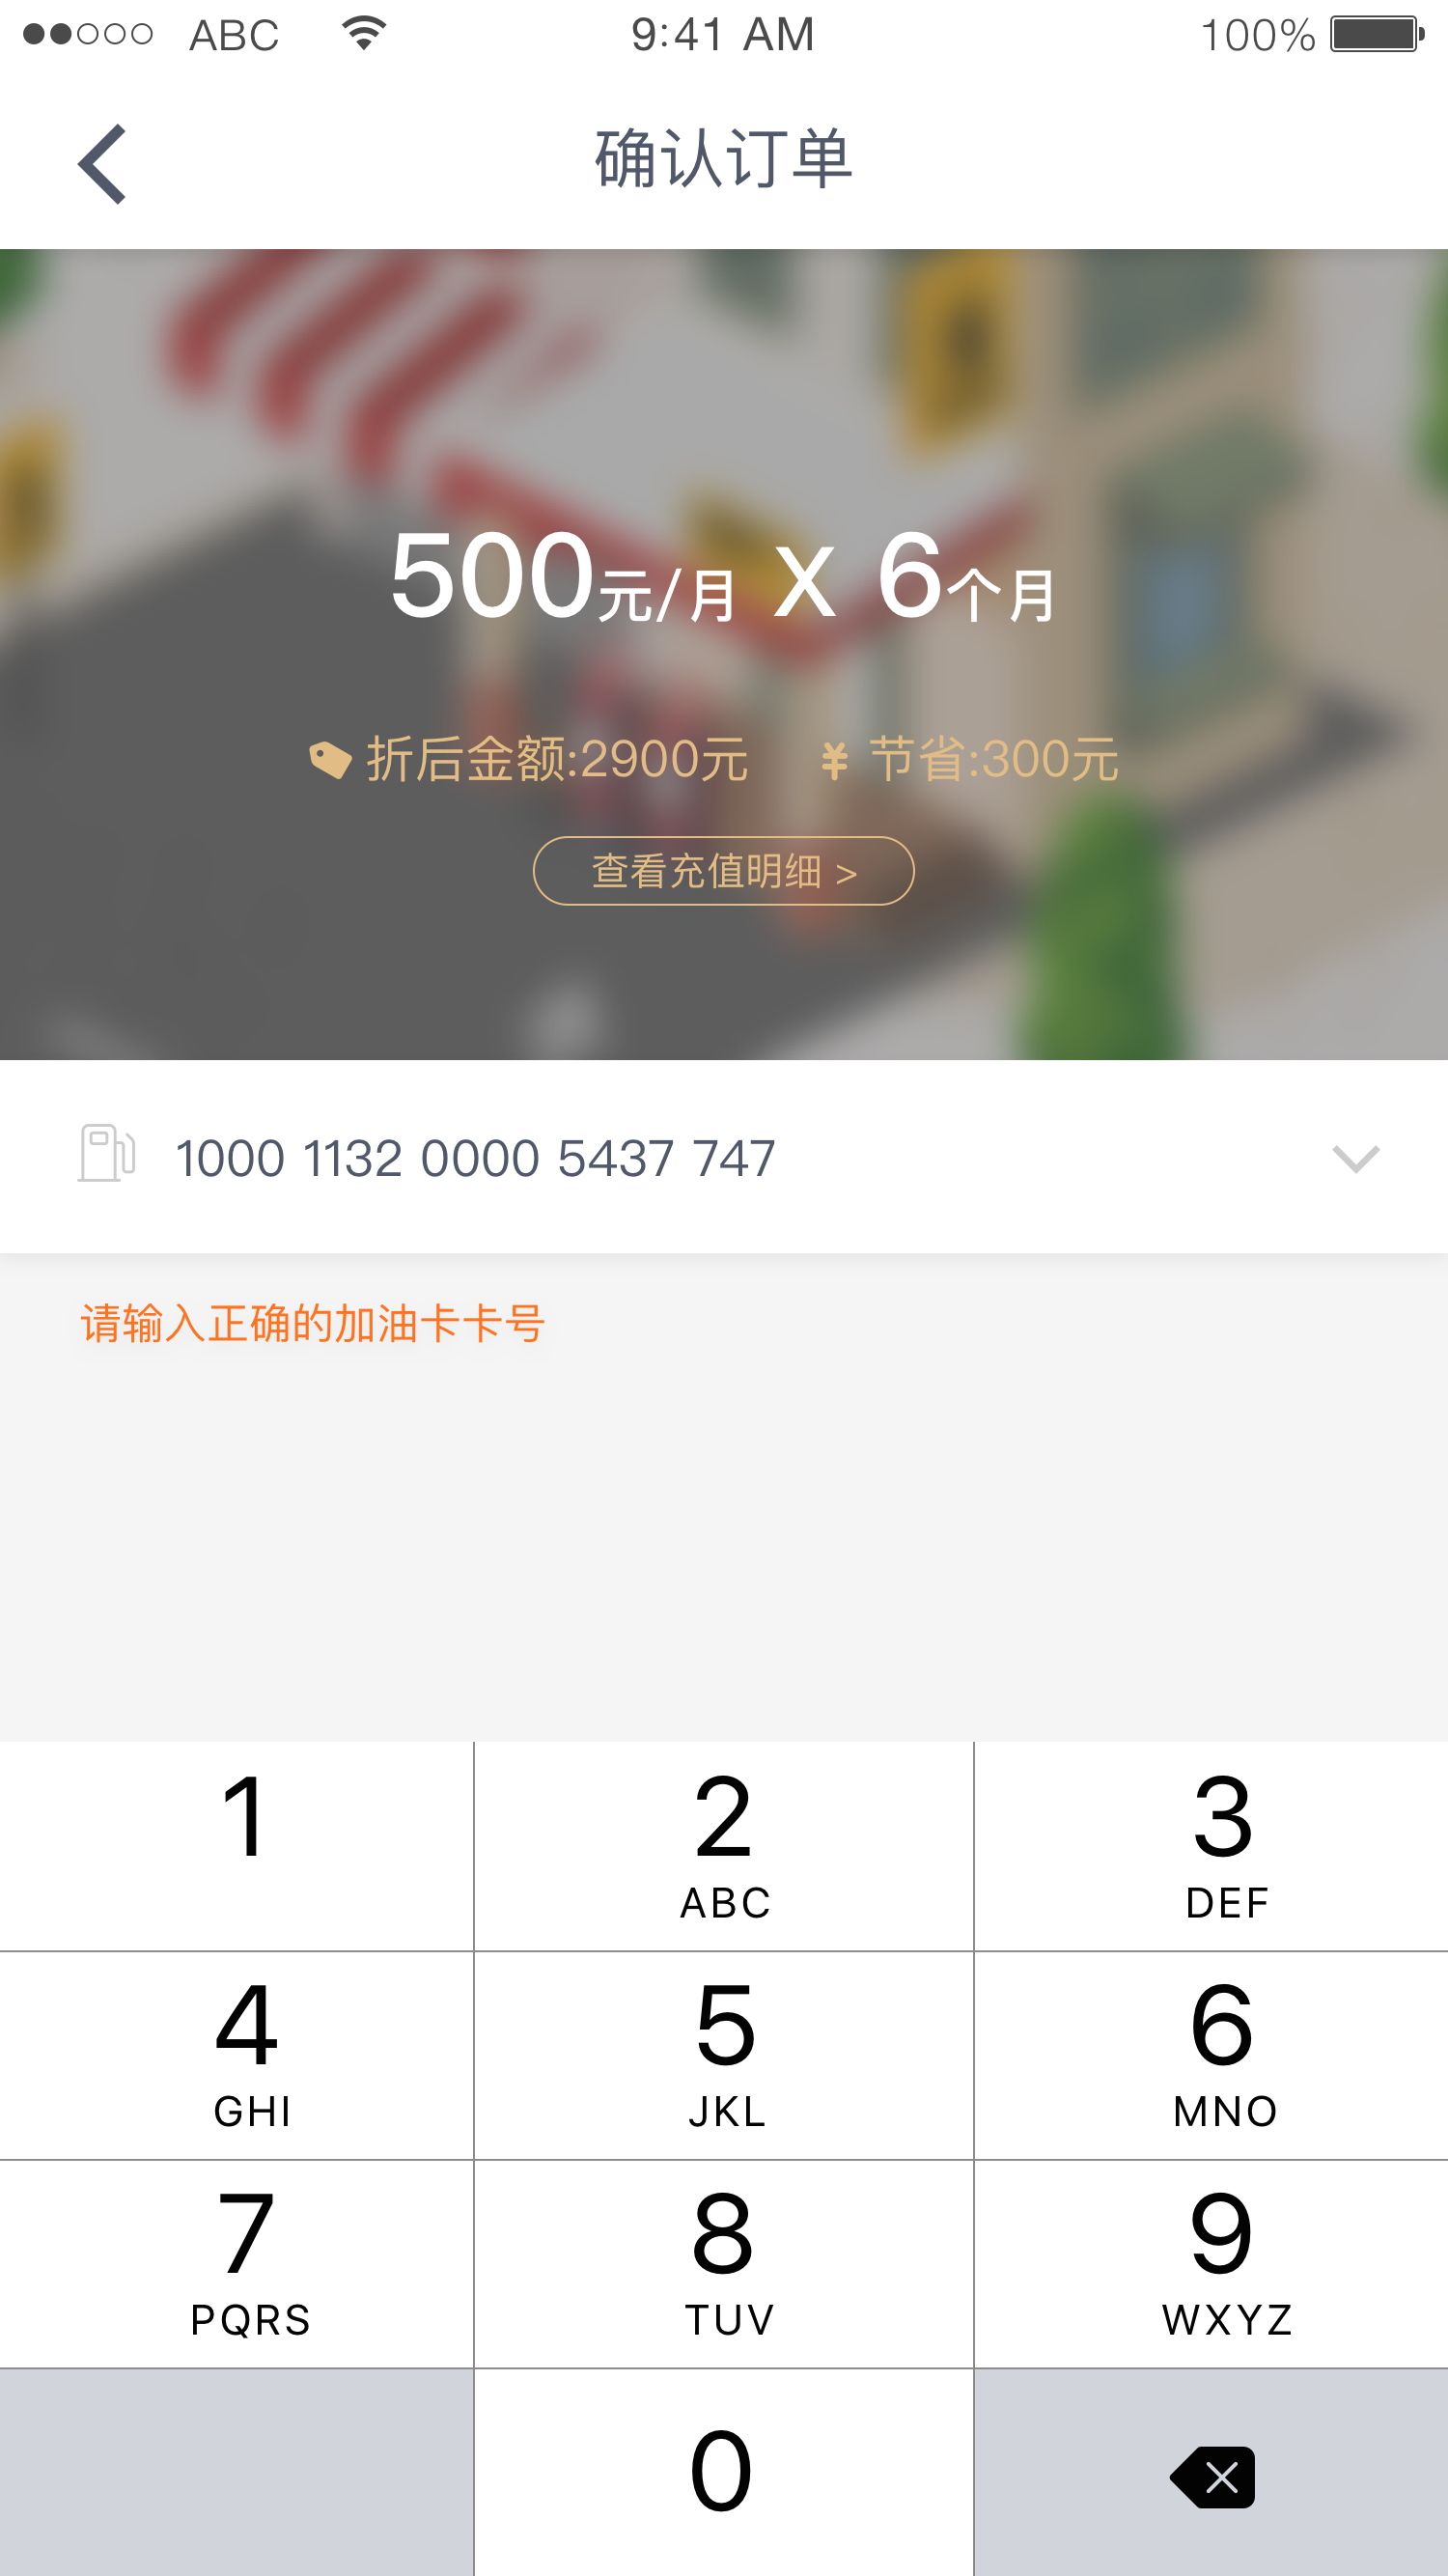 ABC 9:41 AM 100%
确认订单
500元/月 x 6个月
折后金额:2900元 ¥ 节省:300元
查看充值明细 >
1000 1132 0000 5437 747
请输入正确的加油卡卡号
1 2 3
ABC DEF
4 5 6
GHI JKL MNO
7 8 9
PQRS TUV WXYZ
0